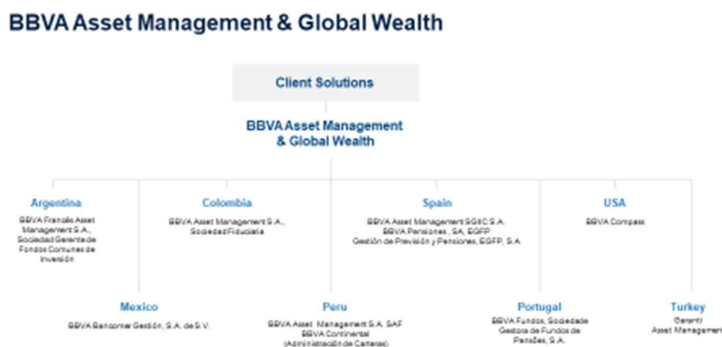 BBVA Asset Management & Global Wealth
Client Solutions
BBVA Asset Management
& Global Wealth
Argentina
BBVA Francés Asset
Management S.A.,
Sociedad Gerente de
Fondos Comunes de
Inversión
Colombia
BBVA Asset Management S.A.,
Sociedad Fiduciaria
Spain
BBVA Asset Management SGIIC S.A.
BBVA Pensiones, SA, EGFP
Gestión de Previsión y Pensiones, EGFP, S.A
USA
BBVA Compass
Mexico
BBVA Bancomer Gestión, S.A. de S.V.
Peru
BBVA Asset Management S.A. SAF
BBVA Continental
(Administración de Carteras)
Portugal
BBVA Fundos, Sociedade
Gestora de Fundos de
Pensões, S.A.
Turkey
Garanti
Asset Management